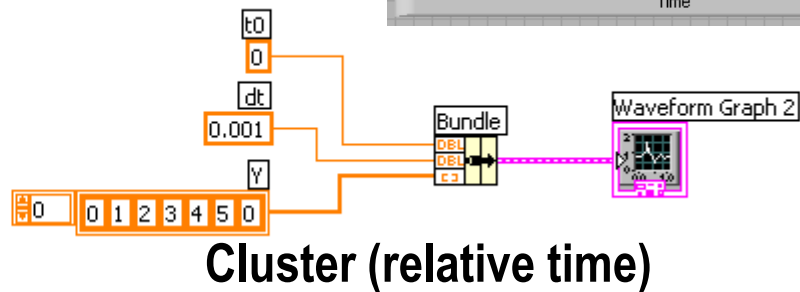 Time
t0
0
dt
0.001
Y
0
0 1 2 3 4 5 0
Bundle
DBL
DBL
Waveform Graph 2
Cluster (relative time)